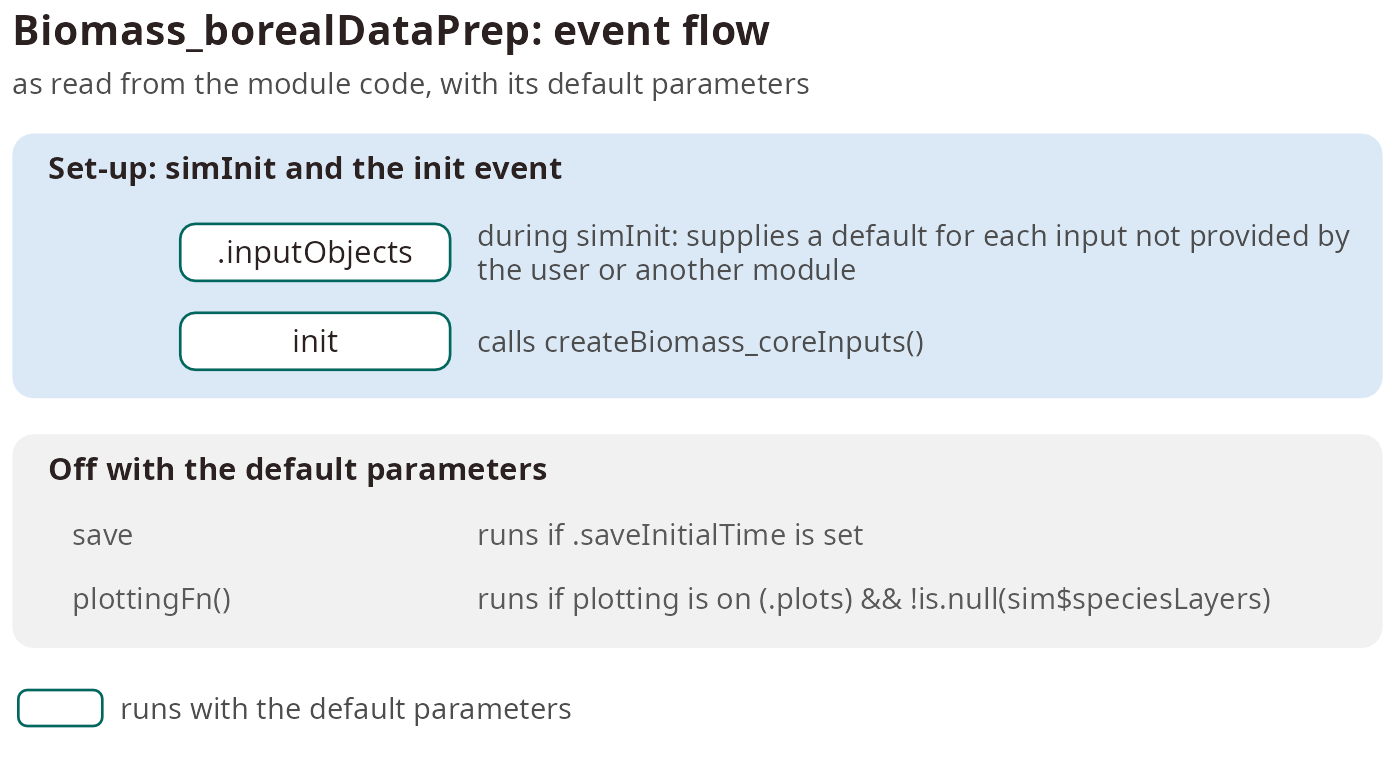 Biomass_borealDataPrep: event flow
as read from the module code, with its default parameters
Set-up: simInit and the init event
.inputObjects
during simInit: supplies a default for each input not provided by
the user or another module
init
calls createBiomass_coreInputs()
Off with the default parameters
save
runs if .saveInitialTime is set
plottingFn()
runs if plotting is on (.plots) && !is.null(sim$speciesLayers)
runs with the default parameters